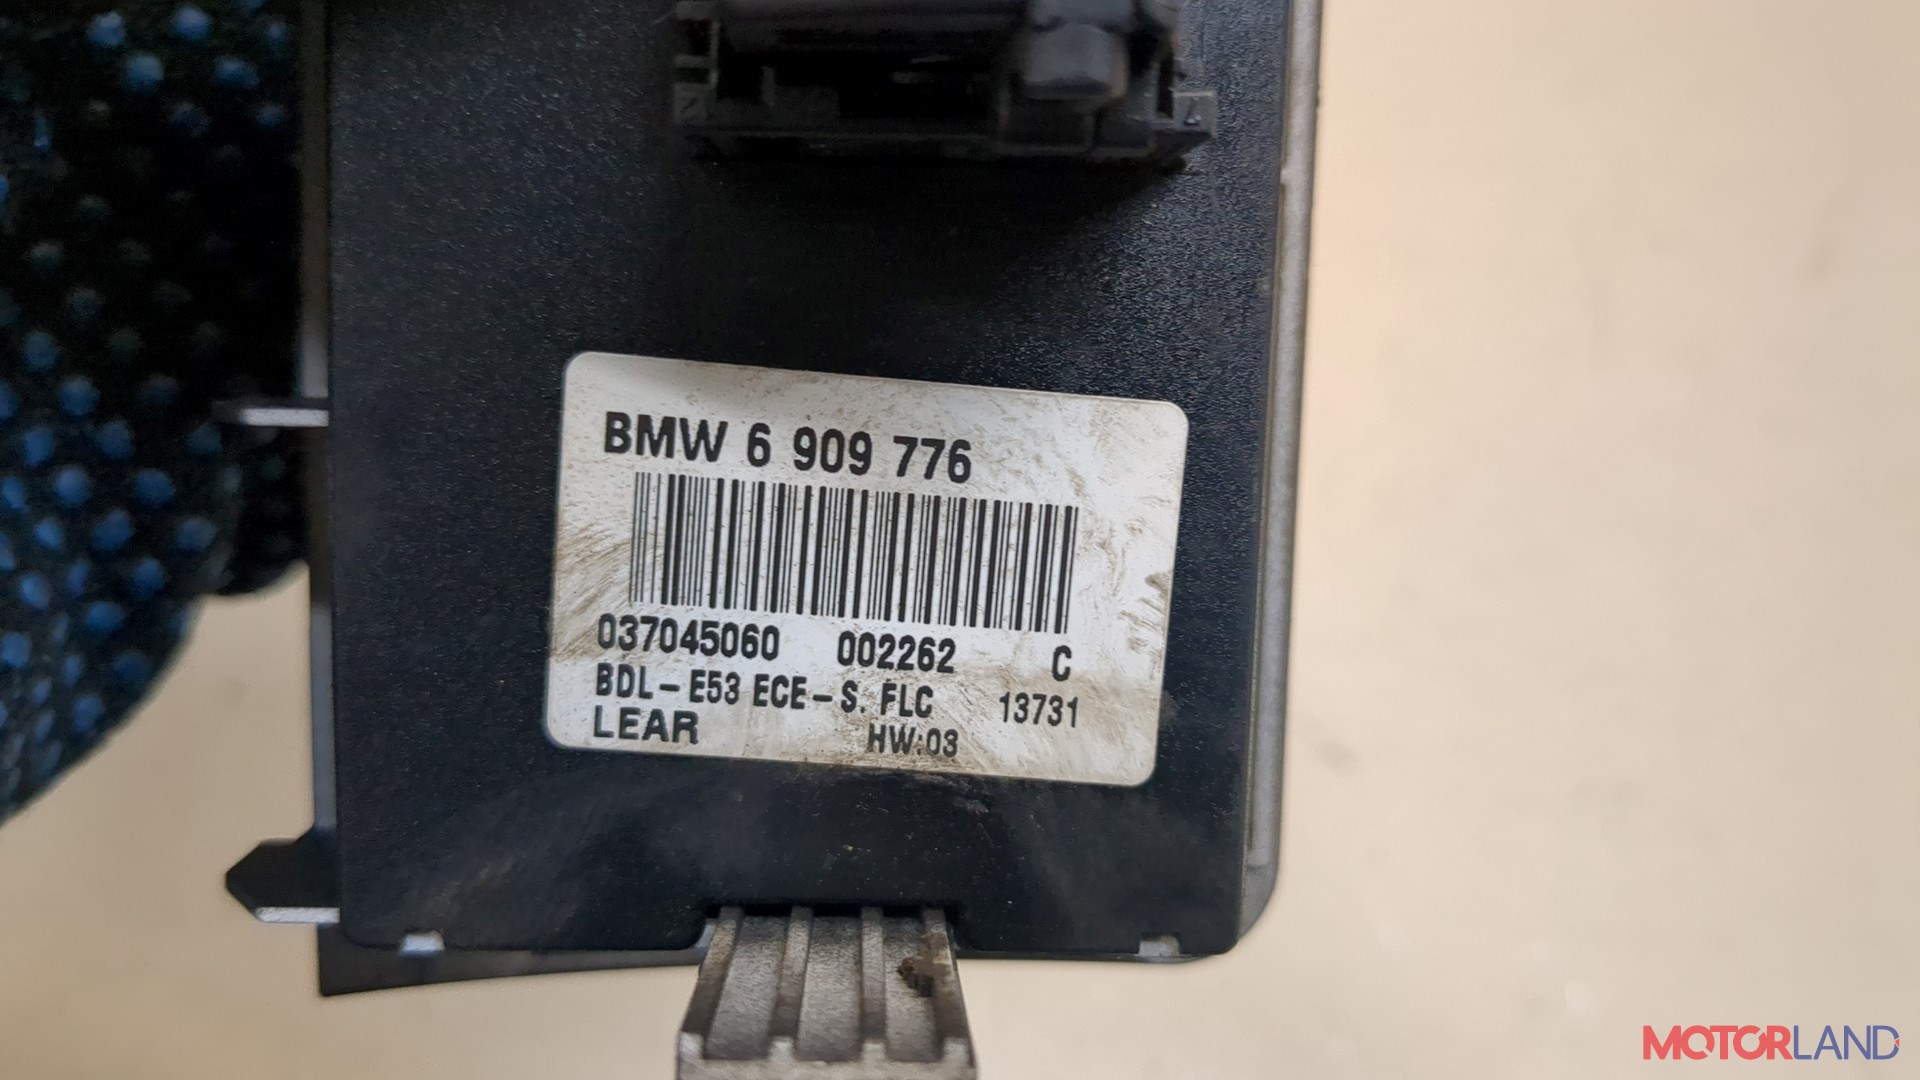 BMW 6 909 776
037045060 002262 C
BDL-E53 ECE-S. FLC 13731
LEAR HW:03
MOTORLAND